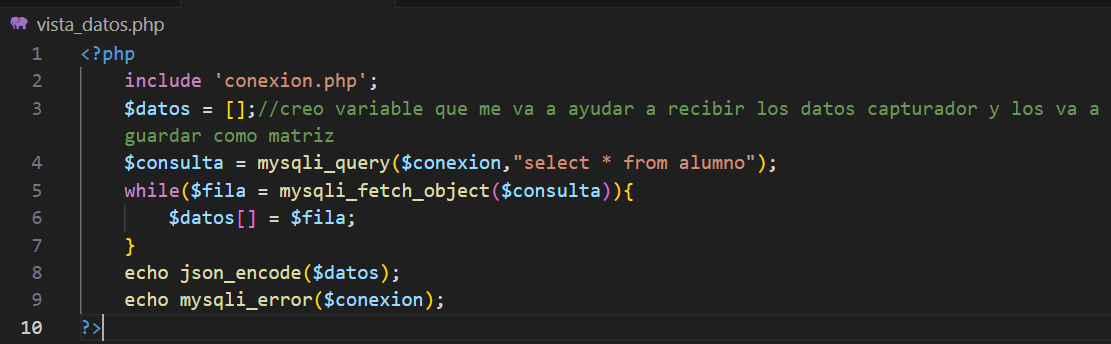 vista_datos.php
1 <?php
2 include 'conexion.php';
3 $datos = [];//creo variable que me va a ayudar a recibir los datos capturador y los va a
guardar como matriz
4 $consulta = mysqli_query($conexion,"select * from alumno");
5 while($fila = mysqli_fetch_object($consulta)){
6 $datos[] = $fila;
7 }
8 echo json_encode($datos);
9 echo mysqli_error($conexion);
10 ?>